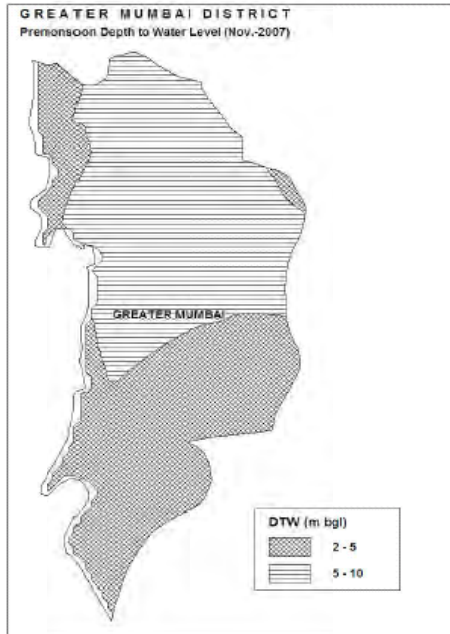 GREATER MUMBAI DISTRICT
Premonsoon Depth to Water Level (Nov.-2007)
GREATER MUMBAI
DTW (m bgl)
2 - 5
5 - 10